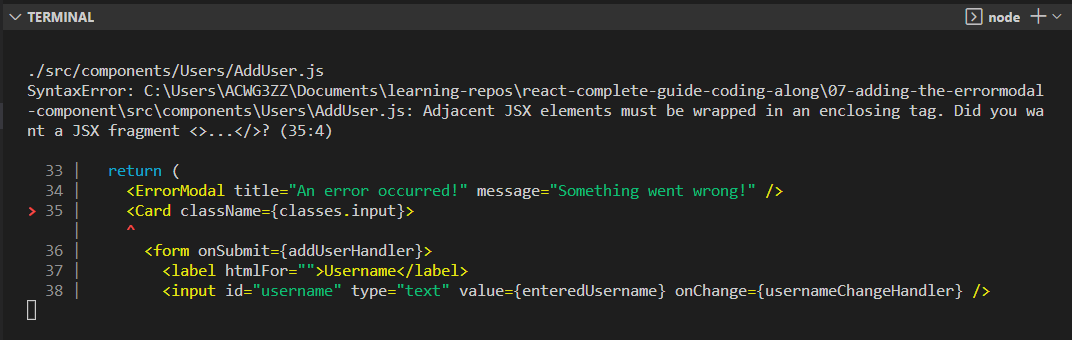 TERMINAL
node
./src/components/Users/AddUser.js
SyntaxError: C:\Users\ACWG3ZZ\Documents\learning-repos\react-complete-guide-coding-along\07-adding-the-errormodal
-component\src\components\Users\AddUser.js: Adjacent JSX elements must be wrapped in an enclosing tag. Did you wa
nt a JSX fragment <>...</>? (35:4)
33 |   return (
34 |     <ErrorModal title="An error occurred!" message="Something went wrong!" />
> 35 |     <Card className={classes.input}>
|     ^
36 |       <form onSubmit={addUserHandler}>
37 |         <label htmlFor="">Username</label>
38 |         <input id="username" type="text" value={enteredUsername} onChange={usernameChangeHandler} />